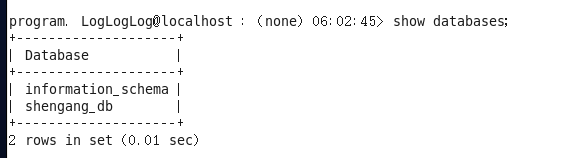 program. LogLogLog@localhost : (none) 06:02:45> show databases;
+--------------------+
| Database           |
+--------------------+
| information_schema |
| shengang_db        |
+--------------------+
2 rows in set (0.01 sec)